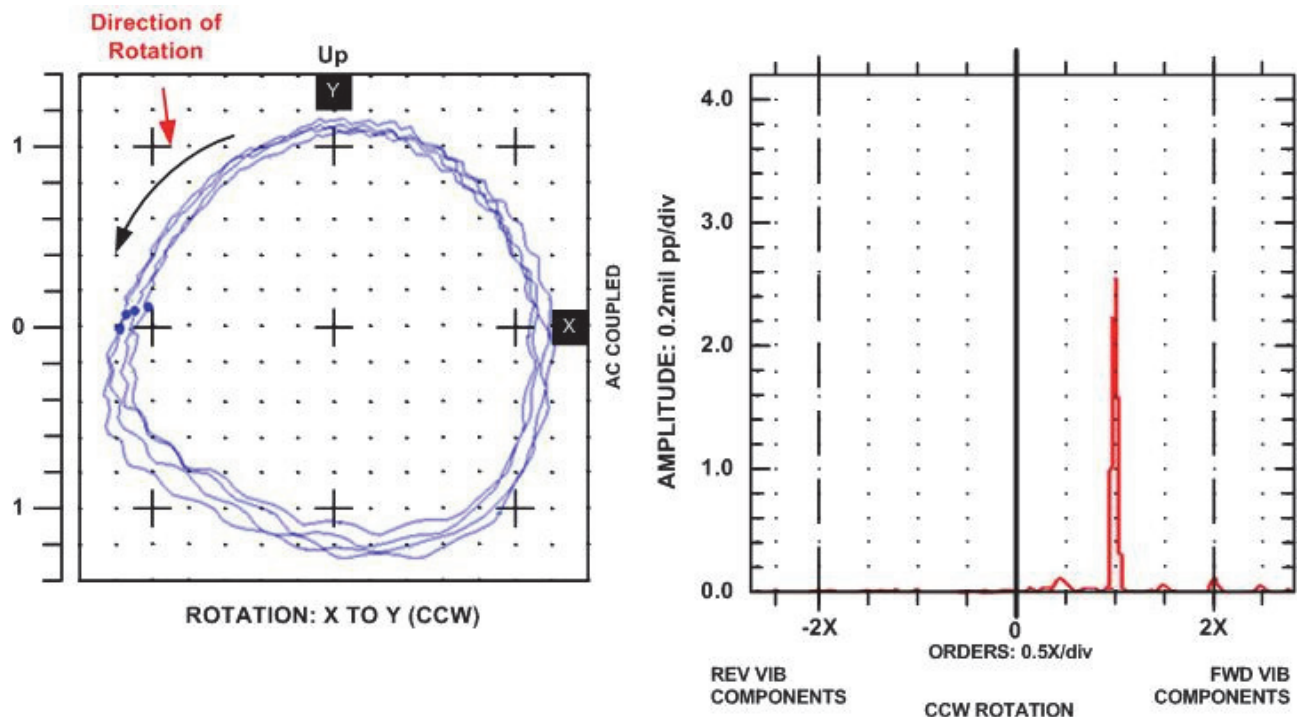 Direction of
Rotation
Up
Y
1
0
1
X
AC COUPLED
ROTATION: X TO Y (CCW)
AMPLITUDE: 0.2mil pp/div
4.0
3.0
2.0
1.0
0.0
-2X
0
2X
ORDERS: 0.5X/div
REV VIB
COMPONENTS
FWD VIB
COMPONENTS
CCW ROTATION